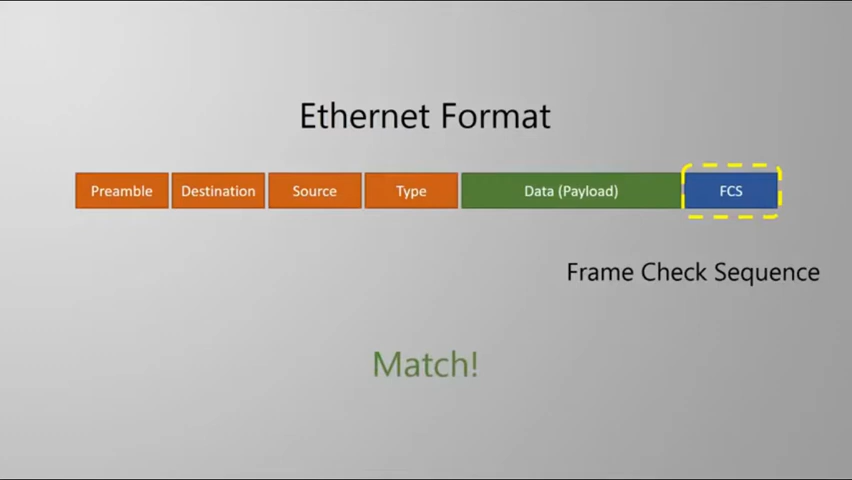 Ethernet Format
Preamble Destination Source Type Data (Payload) FCS
Frame Check Sequence
Match!